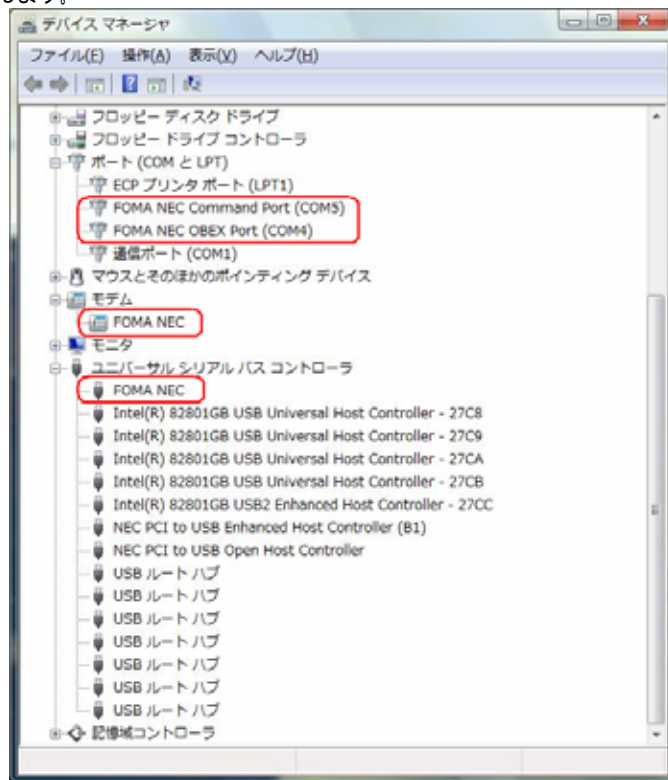 します。
デバイス マネージャ
ファイル(F) 操作(A) 表示(V) ヘルプ(H)
フロッピー ディスク ドライブ
フロッピー ドライブ コントローラ
ポート (COM と LPT)
ECP プリンタ ポート (LPT1)
FOMA NEC Command Port (COM5)
FOMA NEC OBEX Port (COM4)
通信ポート (COM1)
マウスとそのほかのポインティング デバイス
モデム
FOMA NEC
モニタ
ユニバーサル シリアル バス コントローラ
FOMA NEC
Intel(R) 82801GB USB Universal Host Controller - 27C8
Intel(R) 82801GB USB Universal Host Controller - 27C9
Intel(R) 82801GB USB Universal Host Controller - 27CA
Intel(R) 82801GB USB Universal Host Controller - 27CB
Intel(R) 82801GB USB2 Enhanced Host Controller - 27CC
NEC PCI to USB Enhanced Host Controller (B1)
NEC PCI to USB Open Host Controller
USB ルート ハブ
USB ルート ハブ
USB ルート ハブ
USB ルート ハブ
USB ルート ハブ
USB ルート ハブ
USB ルート ハブ
記憶域コントローラ